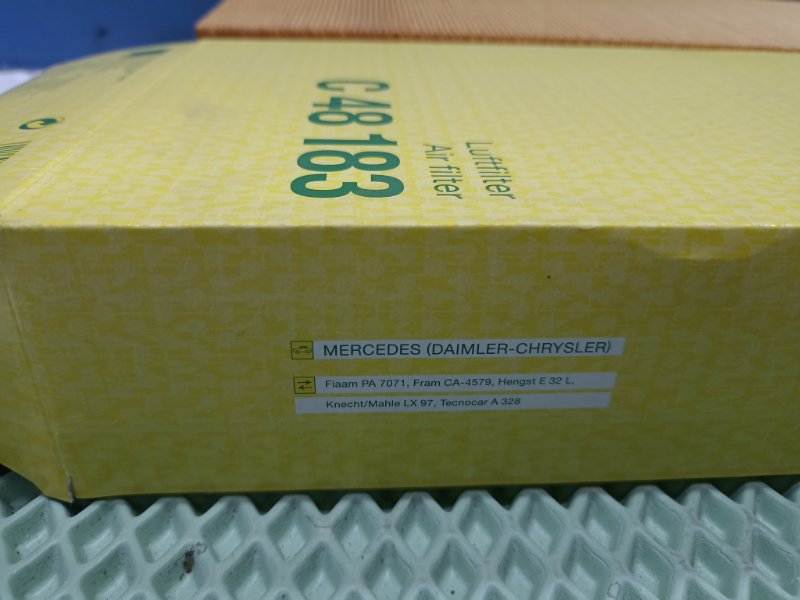 C 48 183
Luftfilter
Air filter
MERCEDES (DAIMLER-CHRYSLER)
Fiaam PA 7071, Fram CA-4579, Hengst E 32 L,
Knecht/Mahle LX 97, Tecnocar A 328